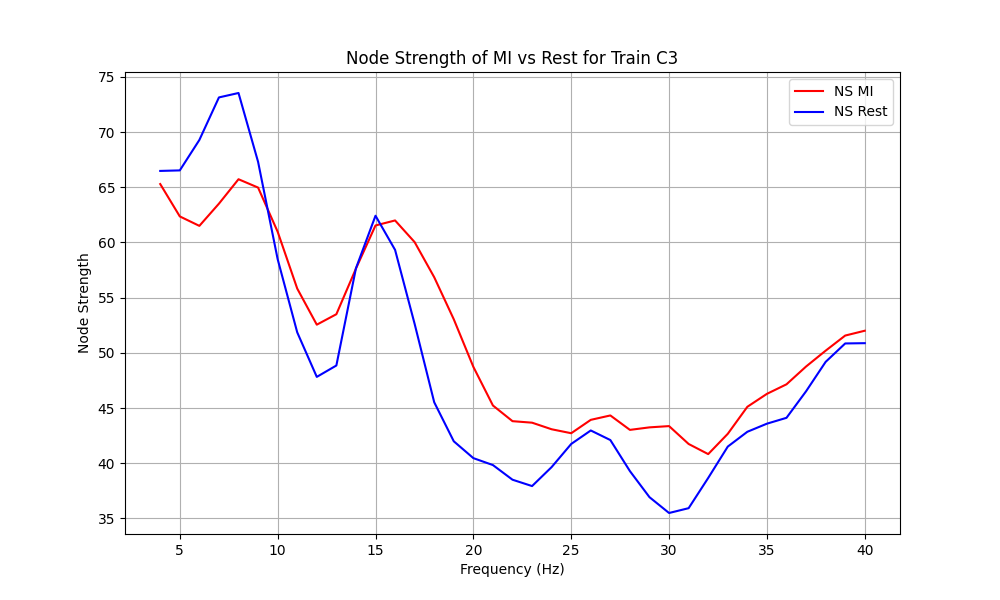 Node Strength of MI vs Rest for Train C3
NS MI
NS Rest
Node Strength
75
70
65
60
55
50
45
40
35
5 10 15 20 25 30 35 40
Frequency (Hz)